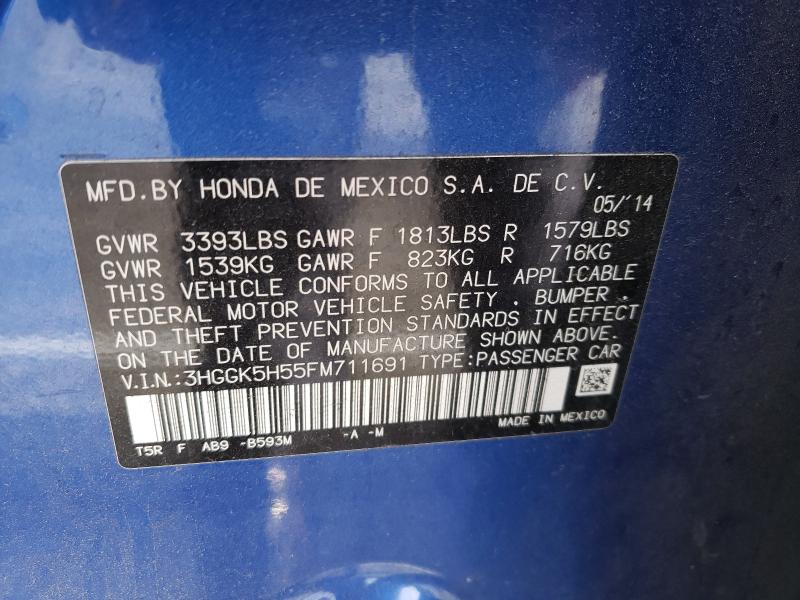 MFD.BY HONDA DE MEXICO S.A. DE C.V.
05/'14
GVWR 3393LBS GAWR F 1813LBS R 1579LBS
GVWR 1539KG GAWR F 823KG R 716KG
THIS VEHICLE CONFORMS TO ALL APPLICABLE
FEDERAL MOTOR VEHICLE SAFETY , BUMPER ,
AND THEFT PREVENTION STANDARDS IN EFFECT
ON THE DATE OF MANUFACTURE SHOWN ABOVE.
V.I.N.:3HGGK5H55FM711691 TYPE:PASSENGER CAR
MADE IN MEXICO
T5R F AB9 -B593M -A -M